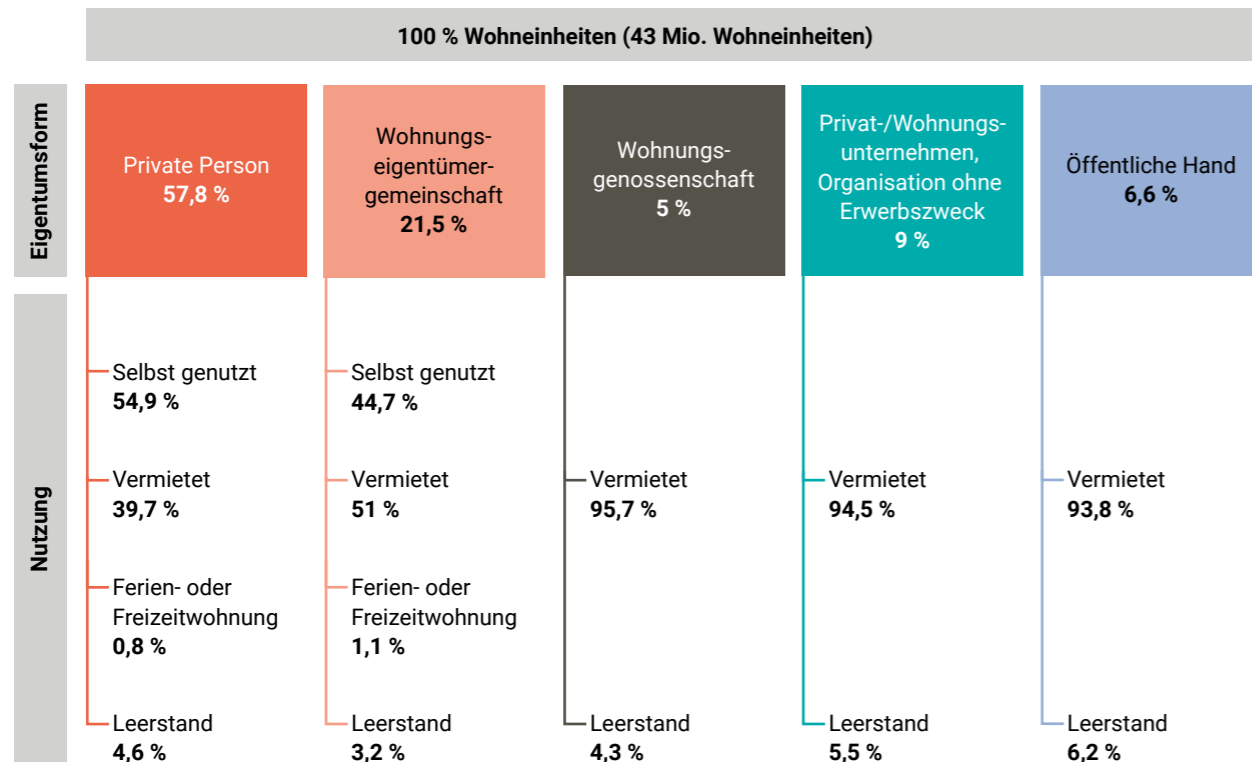 100 % Wohneinheiten (43 Mio. Wohneinheiten)
Eigentumsform
Private Person
57,8 %
Wohnungs-
eigentümer-
gemeinschaft
21,5 %
Wohnungs-
genossenschaft
5 %
Privat-/Wohnungs-
unternehmen,
Organisation ohne
Erwerbszweck
9 %
Öffentliche Hand
6,6 %
Nutzung
Selbst genutzt
54,9 %
Vermietet
39,7 %
Ferien- oder
Freizeitwohnung
0,8 %
Leerstand
4,6 %
Selbst genutzt
44,7 %
Vermietet
51 %
Ferien- oder
Freizeitwohnung
1,1 %
Leerstand
3,2 %
Vermietet
95,7 %
Leerstand
4,3 %
Vermietet
94,5 %
Leerstand
5,5 %
Vermietet
93,8 %
Leerstand
6,2 %